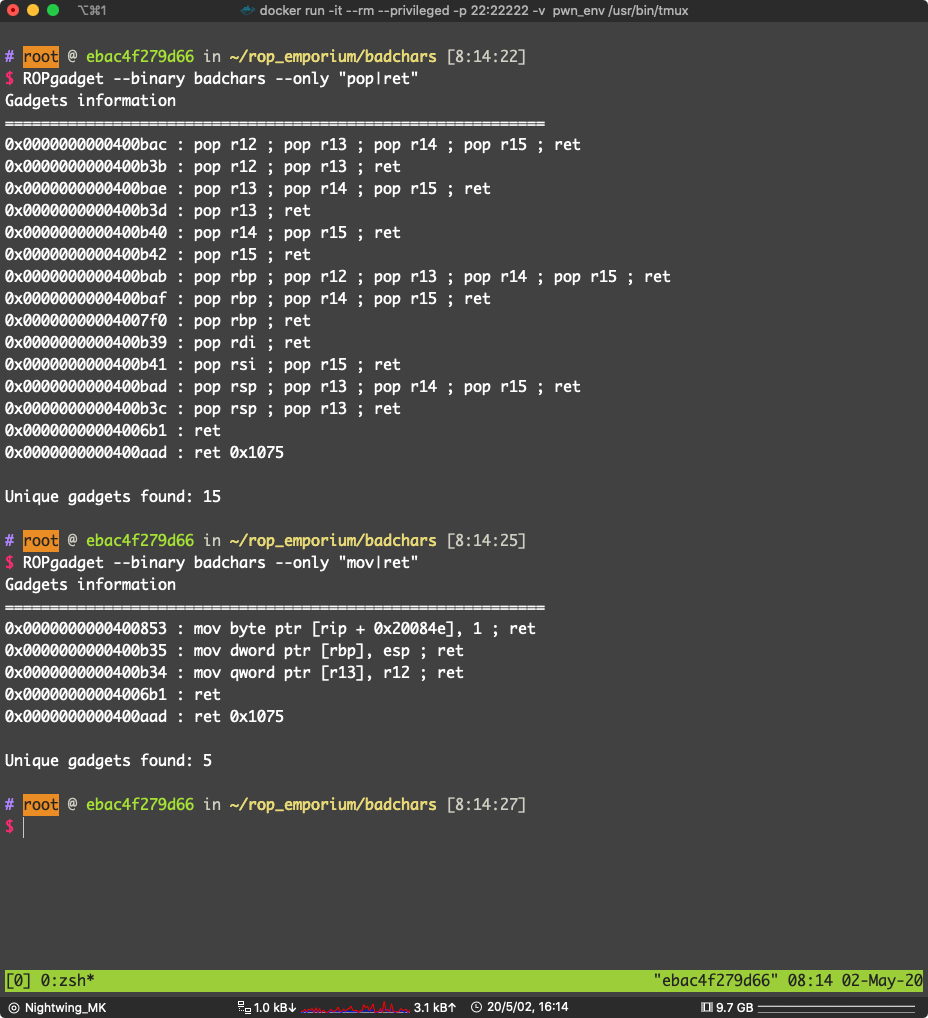 ⌥⌘1 docker run -it --rm --privileged -p 22:22222 -v pwn_env /usr/bin/tmux
# root @ ebac4f279d66 in ~/rop_emporium/badchars [8:14:22]
$ ROPgadget --binary badchars --only "pop|ret"
Gadgets information
============================================================
0x0000000000400bac : pop r12 ; pop r13 ; pop r14 ; pop r15 ; ret
0x0000000000400b3b : pop r12 ; pop r13 ; ret
0x0000000000400bae : pop r13 ; pop r14 ; pop r15 ; ret
0x0000000000400b3d : pop r13 ; ret
0x0000000000400b40 : pop r14 ; pop r15 ; ret
0x0000000000400b42 : pop r15 ; ret
0x0000000000400bab : pop rbp ; pop r12 ; pop r13 ; pop r14 ; pop r15 ; ret
0x0000000000400baf : pop rbp ; pop r14 ; pop r15 ; ret
0x00000000004007f0 : pop rbp ; ret
0x0000000000400b39 : pop rdi ; ret
0x0000000000400b41 : pop rsi ; pop r15 ; ret
0x0000000000400bad : pop rsp ; pop r13 ; pop r14 ; pop r15 ; ret
0x0000000000400b3c : pop rsp ; pop r13 ; ret
0x00000000004006b1 : ret
0x0000000000400aad : ret 0x1075
Unique gadgets found: 15
# root @ ebac4f279d66 in ~/rop_emporium/badchars [8:14:25]
$ ROPgadget --binary badchars --only "mov|ret"
Gadgets information
============================================================
0x0000000000400853 : mov byte ptr [rip + 0x20084e], 1 ; ret
0x0000000000400b35 : mov dword ptr [rbp], esp ; ret
0x0000000000400b34 : mov qword ptr [r13], r12 ; ret
0x00000000004006b1 : ret
0x0000000000400aad : ret 0x1075
Unique gadgets found: 5
# root @ ebac4f279d66 in ~/rop_emporium/badchars [8:14:27]
$
[0] 0:zsh* "ebac4f279d66" 08:14 02-May-20
Nightwing_MK 1.0 kB↓ 3.1 kB↑ 20/5/02, 16:14 9.7 GB